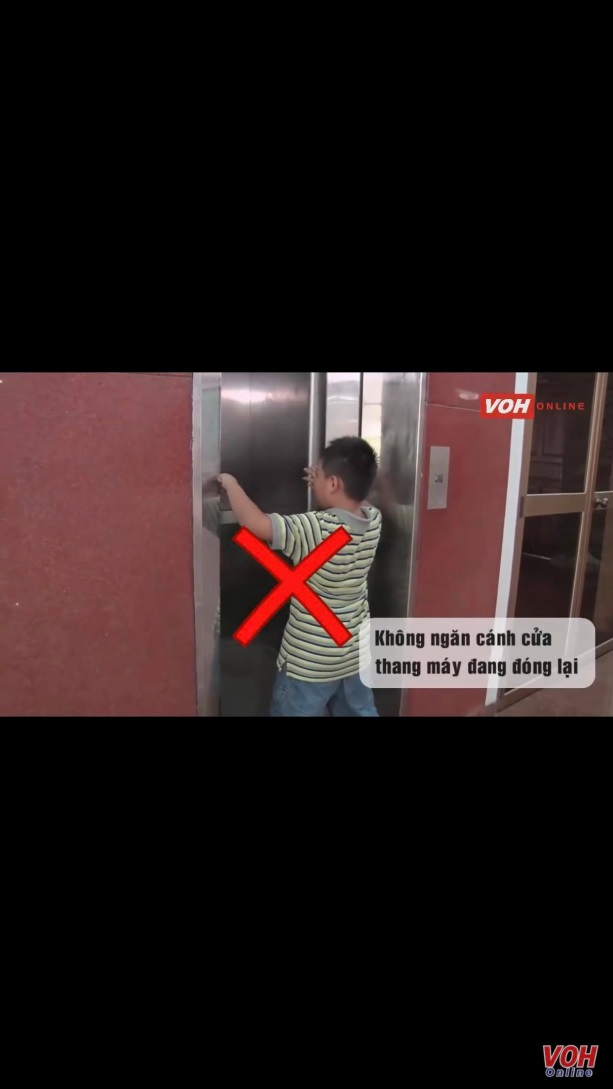 VOH ONLINE
Không ngăn cánh cửa
thang máy đang đóng lại
VOH
Online